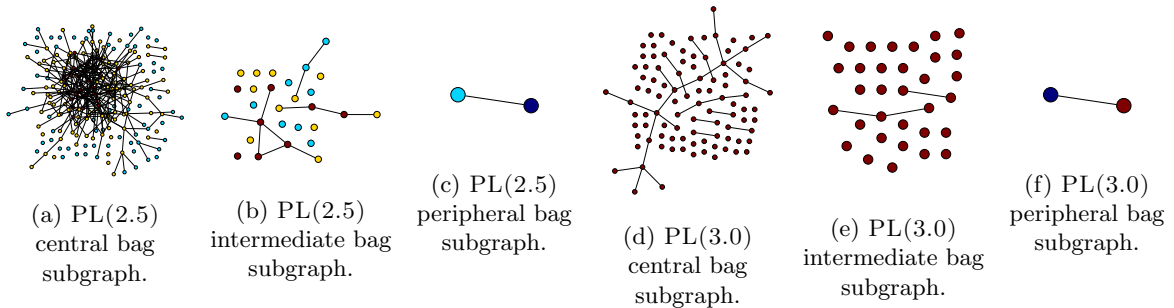 (a) PL(2.5)
central bag
subgraph.
(b) PL(2.5)
intermediate bag
subgraph.
(c) PL(2.5)
peripheral bag
subgraph.
(d) PL(3.0)
central bag
subgraph.
(e) PL(3.0)
intermediate bag
subgraph.
(f) PL(3.0)
peripheral bag
subgraph.